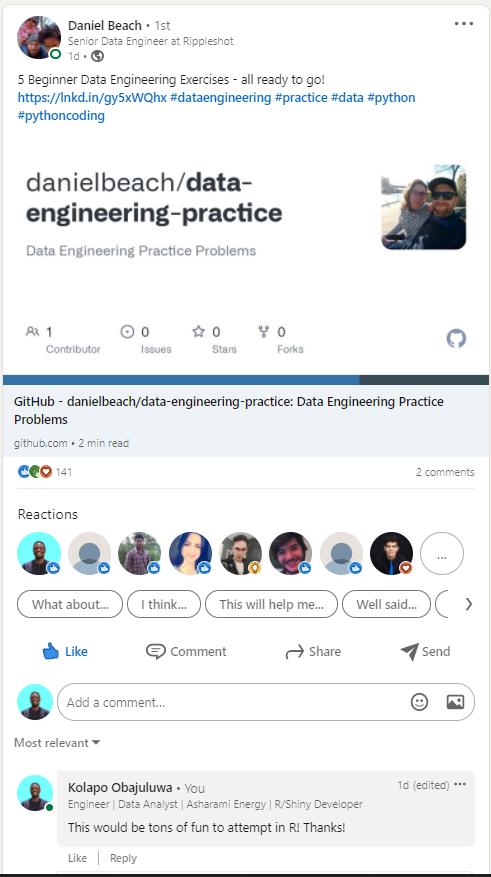 Daniel Beach • 1st
Senior Data Engineer at Rippleshot
1d •
5 Beginner Data Engineering Exercises - all ready to go!
https://lnkd.in/gy5xWQhx #dataengineering #practice #data #python
#pythoncoding
danielbeach/data-
engineering-practice
Data Engineering Practice Problems
1 0 0 0
Contributor Issues Stars Forks
GitHub - danielbeach/data-engineering-practice: Data Engineering Practice
Problems
github.com • 2 min read
141 2 comments
Reactions
...
What about... I think... This will help me... Well said...
Like Comment Share Send
Add a comment...
Most relevant
Kolapo Obajuluwa • You 1d (edited)
Engineer | Data Analyst | Asharami Energy | R/Shiny Developer
This would be tons of fun to attempt in R! Thanks!
Like Reply